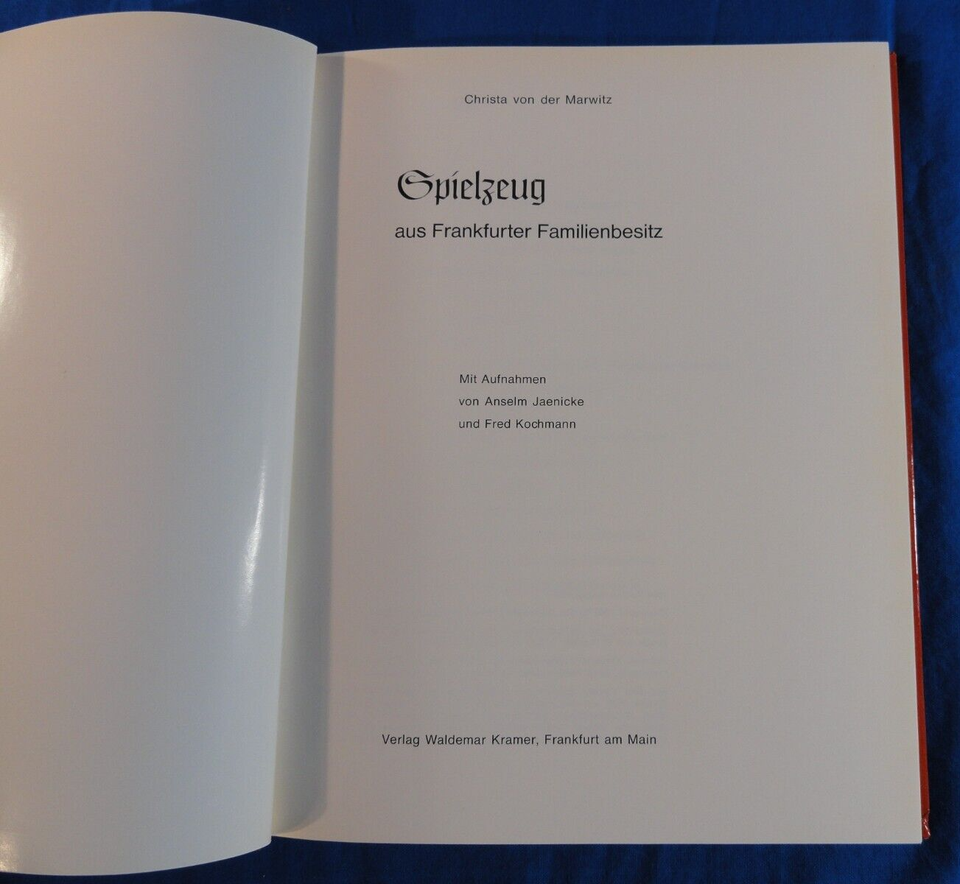 Christa von der Marwitz
Spielzeug
aus Frankfurter Familienbesitz
Mit Aufnahmen
von Anselm Jaenicke
und Fred Kochmann
Verlag Waldemar Kramer, Frankfurt am Main